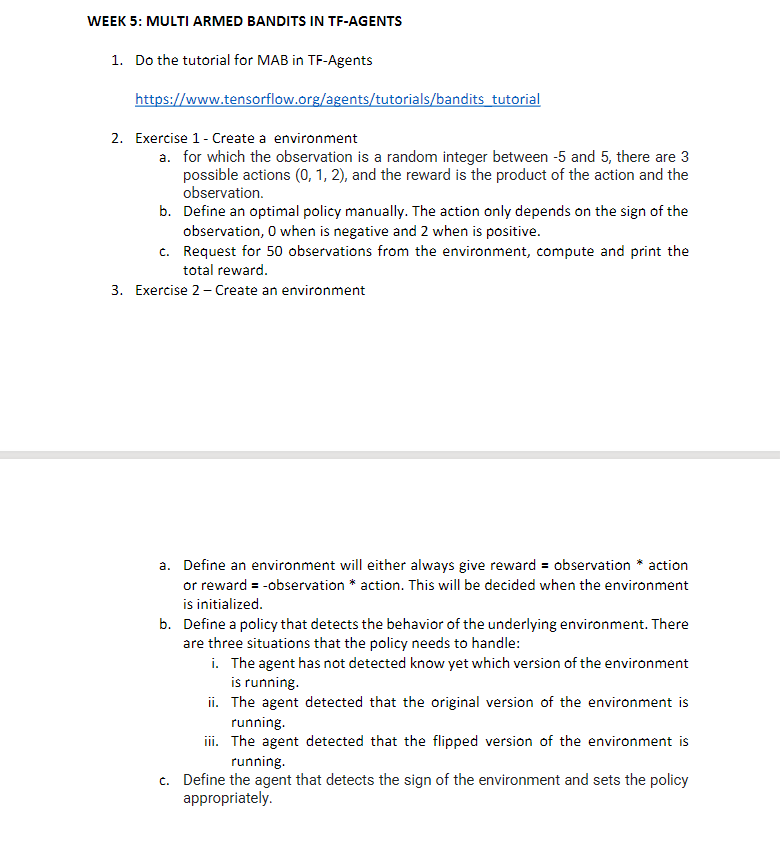 WEEK 5: MULTI ARMED BANDITS IN TF-AGENTS
1. Do the tutorial for MAB in TF-Agents
https://www.tensorflow.org/agents/tutorials/bandits_tutorial
2. Exercise 1 - Create a environment
a. for which the observation is a random integer between -5 and 5, there are 3
possible actions (0, 1, 2), and the reward is the product of the action and the
observation.
b. Define an optimal policy manually. The action only depends on the sign of the
observation, 0 when is negative and 2 when is positive.
c. Request for 50 observations from the environment, compute and print the
total reward.
3. Exercise 2 – Create an environment
a. Define an environment will either always give reward = observation * action
or reward = -observation * action. This will be decided when the environment
is initialized.
b. Define a policy that detects the behavior of the underlying environment. There
are three situations that the policy needs to handle:
i. The agent has not detected know yet which version of the environment
is running.
ii. The agent detected that the original version of the environment is
running.
iii. The agent detected that the flipped version of the environment is
running.
c. Define the agent that detects the sign of the environment and sets the policy
appropriately.